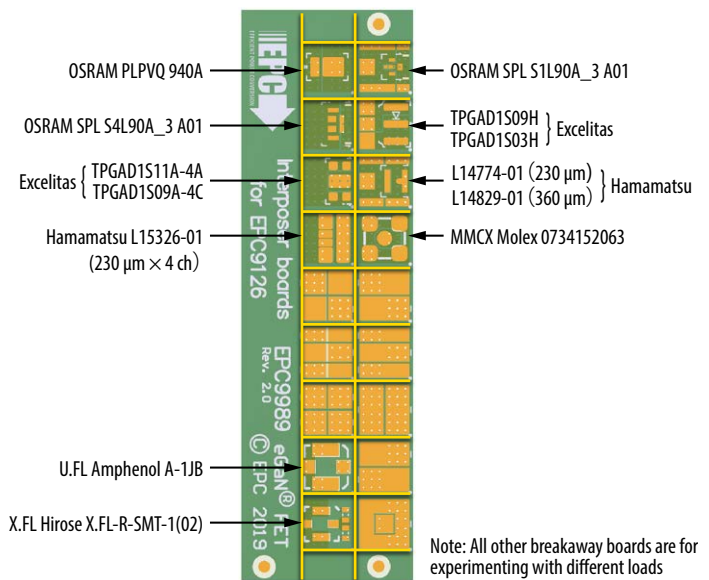 OSRAM PLPVQ 940A
OSRAM SPL S1L90A_3 A01
OSRAM SPL S4L90A_3 A01
TPGAD1S09H
TPGAD1S03H
Excelitas
Excelitas
TPGAD1S11A-4A
TPGAD1S09A-4C
L14774-01 (230 μm)
L14829-01 (360 μm)
Hamamatsu
Hamamatsu L15326-01
(230 μm × 4 ch)
MMCX Molex 0734152063
U.FL Amphenol A-1JB
X.FL Hirose X.FL-R-SMT-1(02)
Note: All other breakaway boards are for
experimenting with different loads
EPC
EFFICIENT POWER CONVERSION
Interposer boards
for EPC9126
EPC9989 eGaN® FET
Rev. 2.0
© EPC 2019